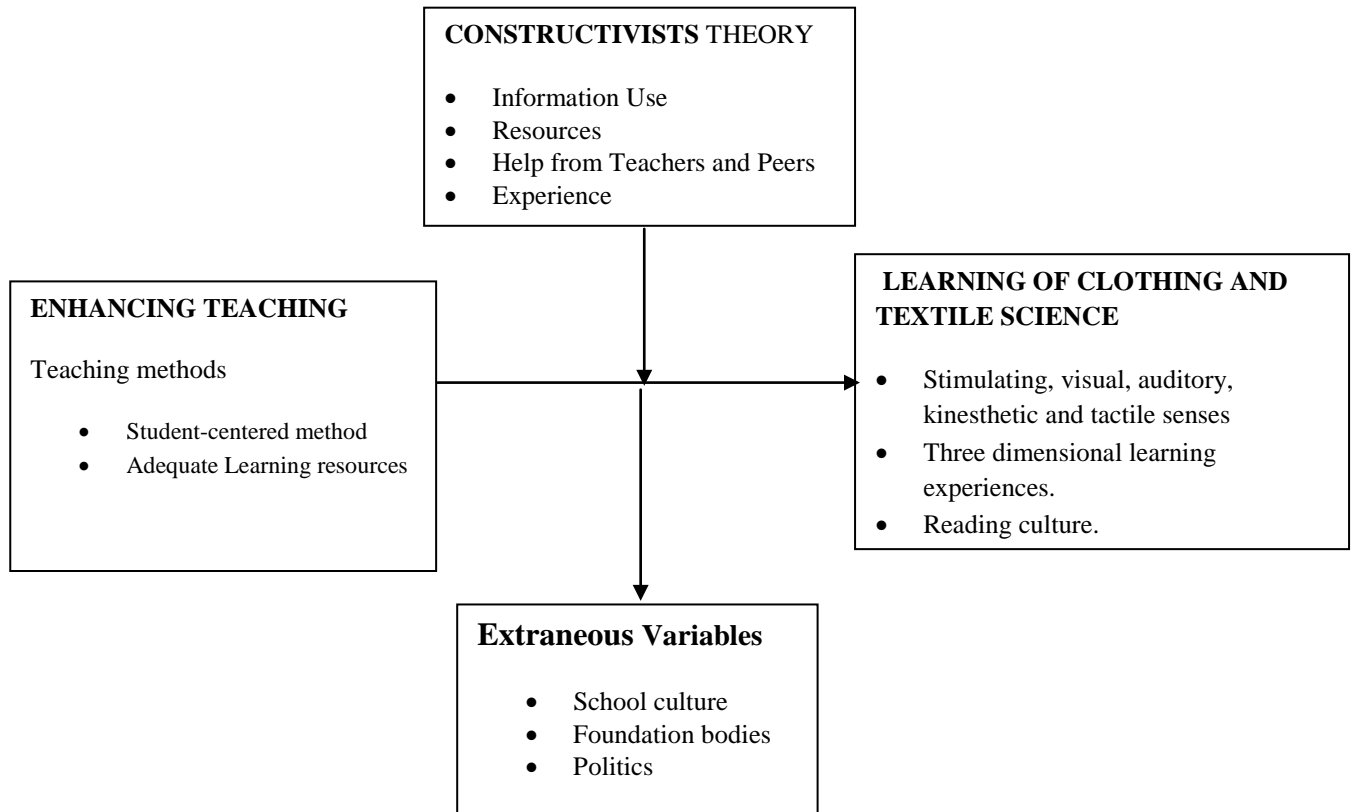 CONSTRUCTIVISTS THEORY
• Information Use
• Resources
• Help from Teachers and Peers
• Experience
ENHANCING TEACHING
Teaching methods
• Student-centered method
• Adequate Learning resources
LEARNING OF CLOTHING AND
TEXTILE SCIENCE
• Stimulating, visual, auditory,
kinesthetic and tactile senses
• Three dimensional learning
experiences.
• Reading culture.
Extraneous Variables
• School culture
• Foundation bodies
• Politics